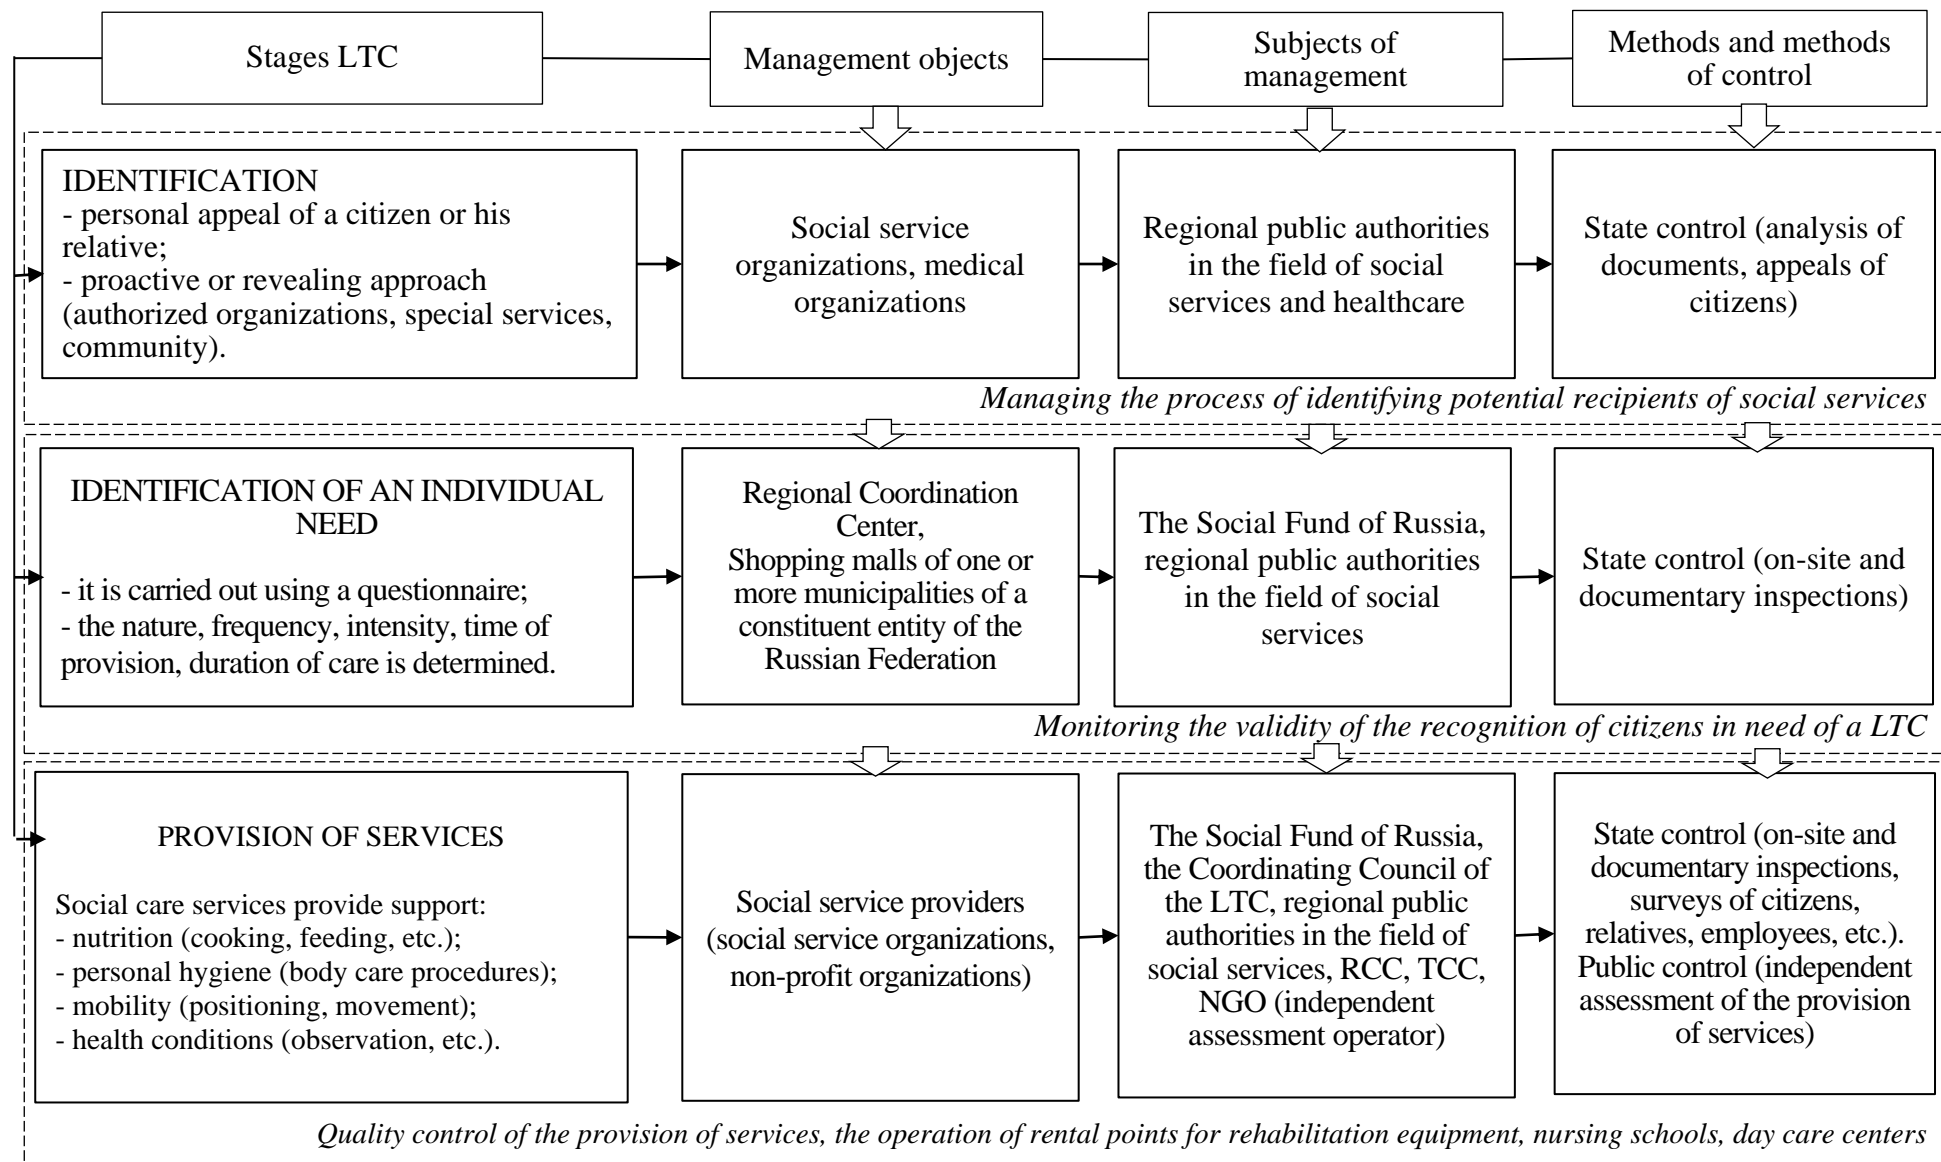 Stages LTC
Management objects
Subjects of
management
Methods and methods
of control
IDENTIFICATION
- personal appeal of a citizen or his
relative;
- proactive or revealing approach
(authorized organizations, special services,
community).
Social service
organizations, medical
organizations
Regional public authorities
in the field of social
services and healthcare
State control (analysis of
documents, appeals of
citizens)
Managing the process of identifying potential recipients of social services
IDENTIFICATION OF AN INDIVIDUAL
NEED
- it is carried out using a questionnaire;
- the nature, frequency, intensity, time of
provision, duration of care is determined.
Regional Coordination
Center,
Shopping malls of one or
more municipalities of a
constituent entity of the
Russian Federation
The Social Fund of Russia,
regional public authorities
in the field of social
services
State control (on-site and
documentary inspections)
Monitoring the validity of the recognition of citizens in need of a LTC
PROVISION OF SERVICES
Social care services provide support:
- nutrition (cooking, feeding, etc.);
- personal hygiene (body care procedures);
- mobility (positioning, movement);
- health conditions (observation, etc.).
Social service providers
(social service organizations,
non-profit organizations)
The Social Fund of Russia,
the Coordinating Council of
the LTC, regional public
authorities in the field of
social services, RCC, TCC,
NGO (independent
assessment operator)
State control (on-site and
documentary inspections,
surveys of citizens,
relatives, employees, etc.).
Public control (independent
assessment of the provision
of services)
Quality control of the provision of services, the operation of rental points for rehabilitation equipment, nursing schools, day care centers